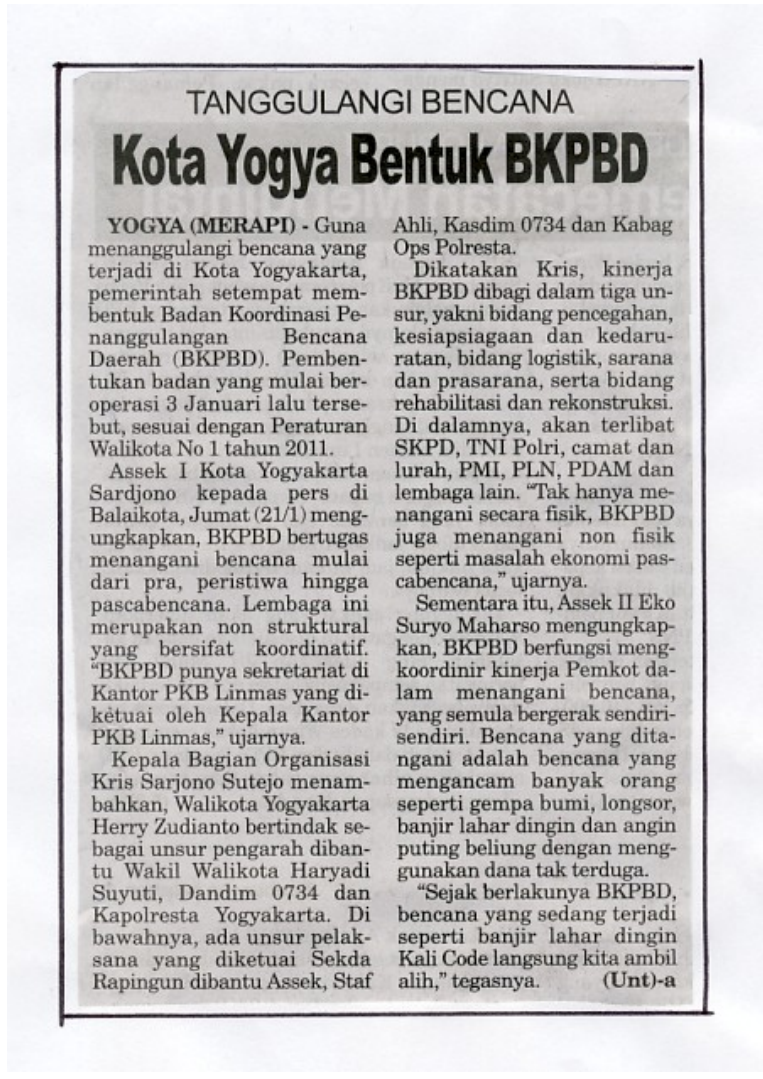 TANGGULANGI BENCANA
Kota Yogya Bentuk BKPBD
YOGYA (MERAPI) - Guna
menanggulangi bencana yang
terjadi di Kota Yogyakarta,
pemerintah setempat mem-
bentuk Badan Koordinasi Pe-
nanggulangan Bencana
Daerah (BKPBD). Pemben-
tukan badan yang mulai ber-
operasi 3 Januari lalu terse-
but, sesuai dengan Peraturan
Walikota No 1 tahun 2011.
Assek I Kota Yogyakarta
Sardjono kepada pers di
Balaikota, Jumat (21/1) meng-
ungkapkan, BKPBD bertugas
menangani bencana mulai
dari pra, peristiwa hingga
pascabencana. Lembaga ini
merupakan non struktural
yang bersifat koordinatif.
"BKPBD punya sekretariat di
Kantor PKB Linmas yang di-
ketuai oleh Kepala Kantor
PKB Linmas," ujarnya.
Kepala Bagian Organisasi
Kris Sarjono Sutejo menam-
bahkan, Walikota Yogyakarta
Herry Zudianto bertindak se-
bagai unsur pengarah diban-
tu Wakil Walikota Haryadi
Suyuti, Dandim 0734 dan
Kapolresta Yogyakarta. Di
bawahnya, ada unsur pelak-
sana yang diketuai Sekda
Rapingun dibantu Assek, Staf
Ahli, Kasdim 0734 dan Kabag
Ops Polresta.
Dikatakan Kris, kinerja
BKPBD dibagi dalam tiga un-
sur, yakni bidang pencegahan,
kesiapsiagaan dan kedaru-
ratan, bidang logistik, sarana
dan prasarana, serta bidang
rehabilitasi dan rekonstruksi.
Di dalamnya, akan terlibat
SKPD, TNI Polri, camat dan
lurah, PMI, PLN, PDAM dan
lembaga lain. "Tak hanya me-
nangani secara fisik, BKPBD
juga menangani non fisik
seperti masalah ekonomi pas-
cabencana," ujarnya.
Sementara itu, Assek II Eko
Suryo Maharso mengungkap-
kan, BKPBD berfungsi meng-
koordinir kinerja Pemkot da-
lam menangani bencana,
yang semula bergerak sendiri-
sendiri. Bencana yang dita-
ngani adalah bencana yang
mengancam banyak orang
seperti gempa bumi, longsor,
banjir lahar dingin dan angin
puting beliung dengan meng-
gunakan dana tak terduga.
"Sejak berlakunya BKPBD,
bencana yang sedang terjadi
seperti banjir lahar dingin
Kali Code langsung kita ambil
alih," tegasnya. (Unt)-a